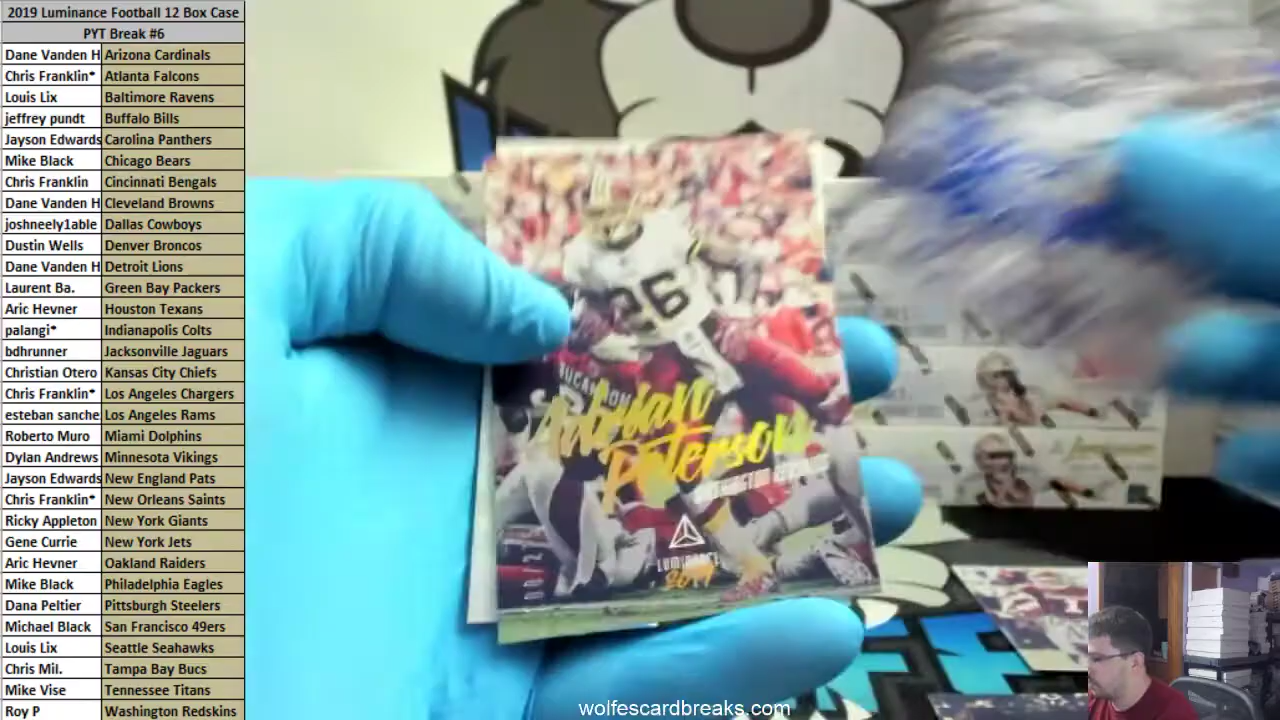 2019 Luminance Football 12 Box Case
PYT Break #6
Dane Vanden H Arizona Cardinals
Chris Franklin* Atlanta Falcons
Louis Lix Baltimore Ravens
jeffrey pundt Buffalo Bills
Jayson Edwards Carolina Panthers
Mike Black Chicago Bears
Chris Franklin Cincinnati Bengals
Dane Vanden H Cleveland Browns
joshneely1able Dallas Cowboys
Dustin Wells Denver Broncos
Dane Vanden H Detroit Lions
Laurent Ba. Green Bay Packers
Aric Hevner Houston Texans
palangi* Indianapolis Colts
bdhrunner Jacksonville Jaguars
Christian Otero Kansas City Chiefs
Chris Franklin* Los Angeles Chargers
esteban sanche Los Angeles Rams
Roberto Muro Miami Dolphins
Dylan Andrews Minnesota Vikings
Jayson Edwards New England Pats
Chris Franklin* New Orleans Saints
Ricky Appleton New York Giants
Gene Currie New York Jets
Aric Hevner Oakland Raiders
Mike Black Philadelphia Eagles
Dana Peltier Pittsburgh Steelers
Michael Black San Francisco 49ers
Louis Lix Seattle Seahawks
Chris Mil. Tampa Bay Bucs
Mike Vise Tennessee Titans
Roy P Washington Redskins
26
Adrian
Peterson
LUMINANCE
2019
wolfescardbreaks.com